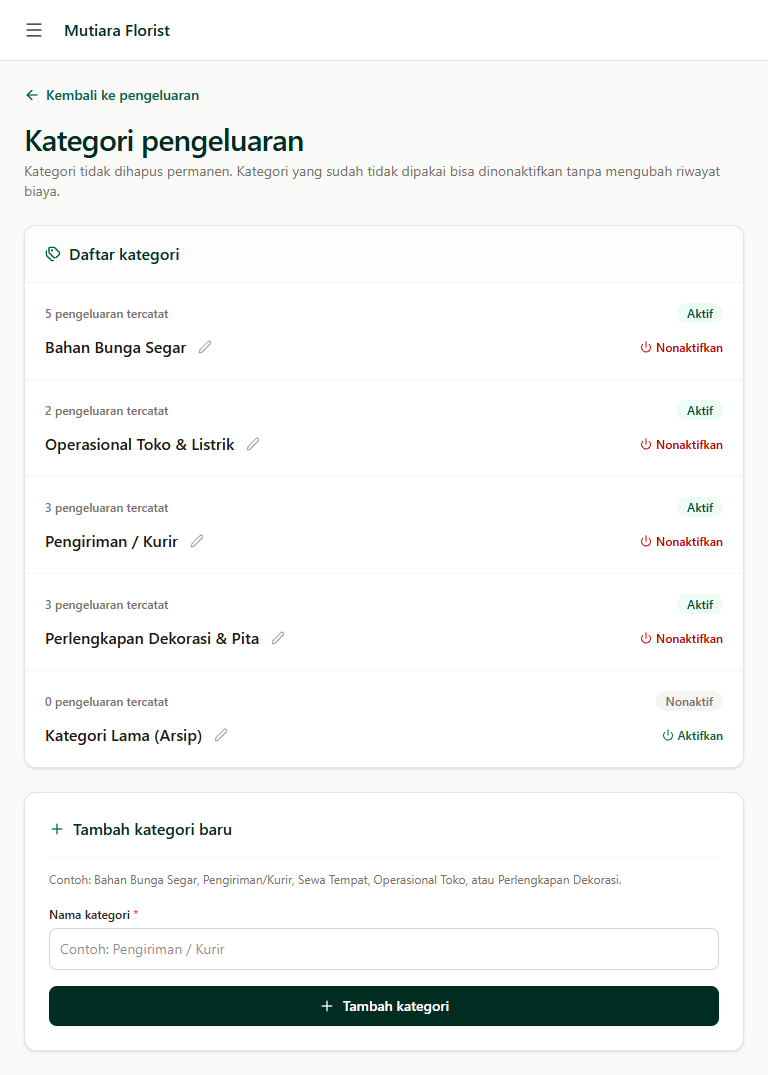 Mutiara Florist
Kembali ke pengeluaran
Kategori pengeluaran
Kategori tidak dihapus permanen. Kategori yang sudah tidak dipakai bisa dinonaktifkan tanpa mengubah riwayat
biaya.
Daftar kategori
5 pengeluaran tercatat
Aktif
Bahan Bunga Segar
Nonaktifkan
2 pengeluaran tercatat
Aktif
Operasional Toko & Listrik
Nonaktifkan
3 pengeluaran tercatat
Aktif
Pengiriman / Kurir
Nonaktifkan
3 pengeluaran tercatat
Aktif
Perlengkapan Dekorasi & Pita
Nonaktifkan
0 pengeluaran tercatat
Nonaktif
Kategori Lama (Arsip)
Aktifkan
Tambah kategori baru
Contoh: Bahan Bunga Segar, Pengiriman/Kurir, Sewa Tempat, Operasional Toko, atau Perlengkapan Dekorasi.
Nama kategori *
Contoh: Pengiriman / Kurir
Tambah kategori